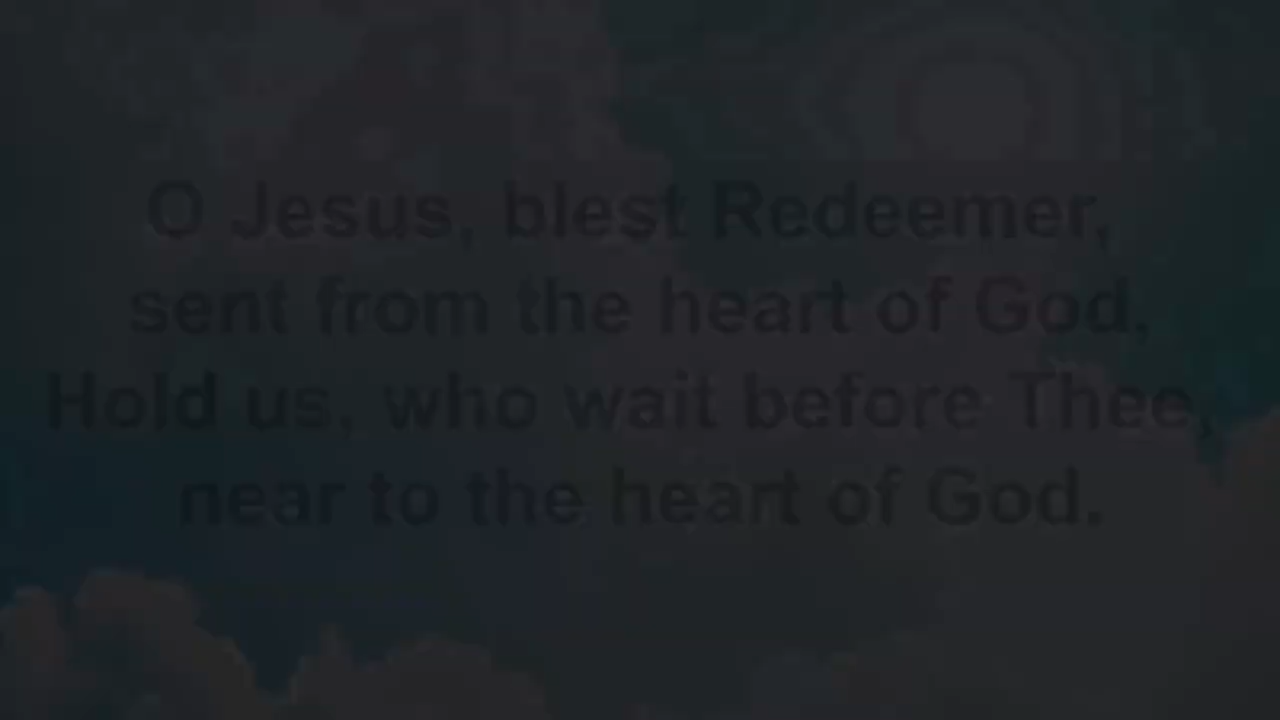 O Jesus, blest Redeemer,
sent from the heart of God,
Hold us, who wait before Thee,
near to the heart of God.